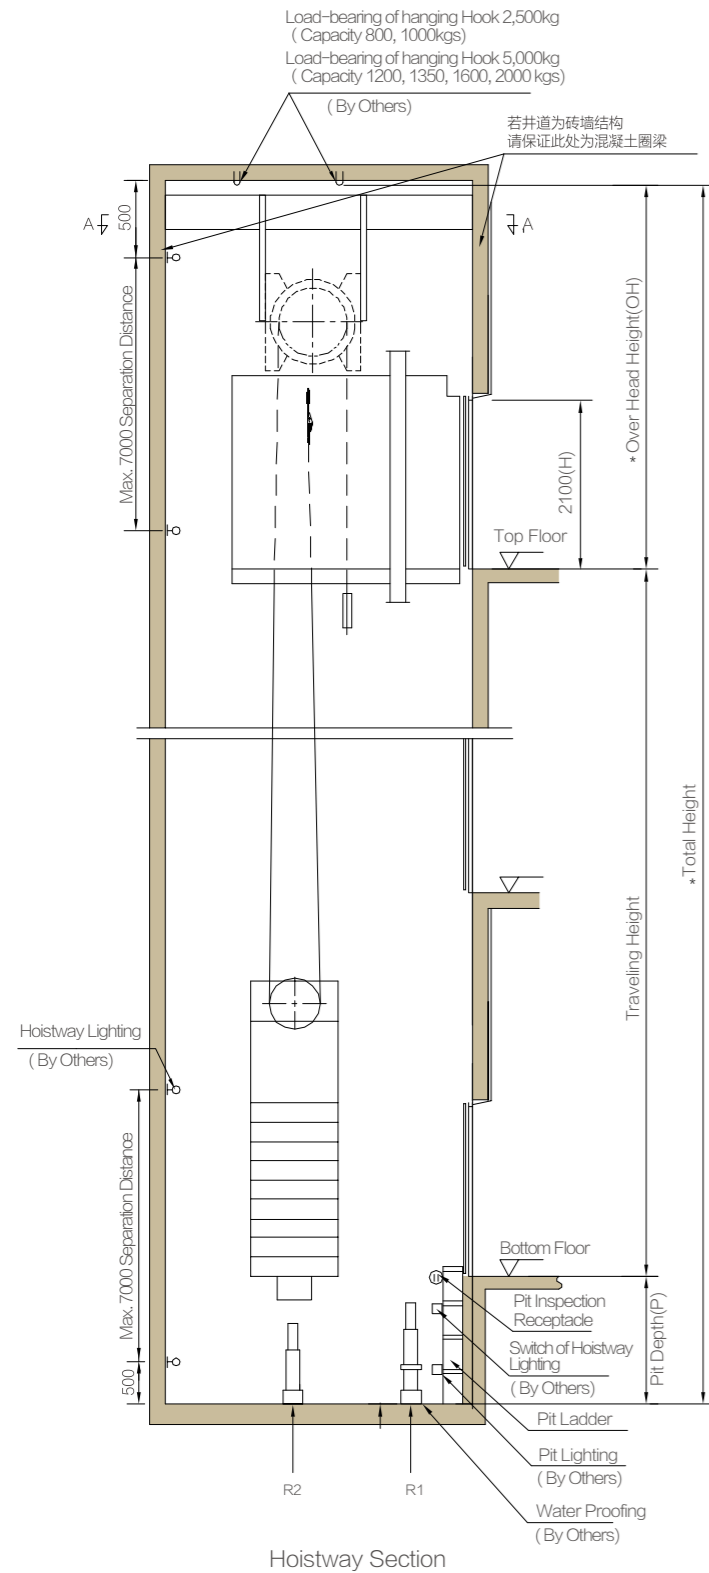 Load-bearing of hanging Hook 2,500kg
( Capacity 800, 1000kgs)
Load-bearing of hanging Hook 5,000kg
( Capacity 1200, 1350, 1600, 2000 kgs)
( By Others)
若井道为砖墙结构
请保证此处为混凝土圈梁
A
A
500
Max. 7000 Separation Distance
*Over Head Height(OH)
2100(H)
Top Floor
*Total Height
Traveling Height
Hoistway Lighting
( By Others)
Max. 7000 Separation Distance
500
Bottom Floor
Pit Inspection
Receptacle
Switch of Hoistway
Lighting
( By Others)
Pit Depth(P)
Pit Ladder
Pit Lighting
( By Others)
R2
R1
Water Proofing
( By Others)
Hoistway Section